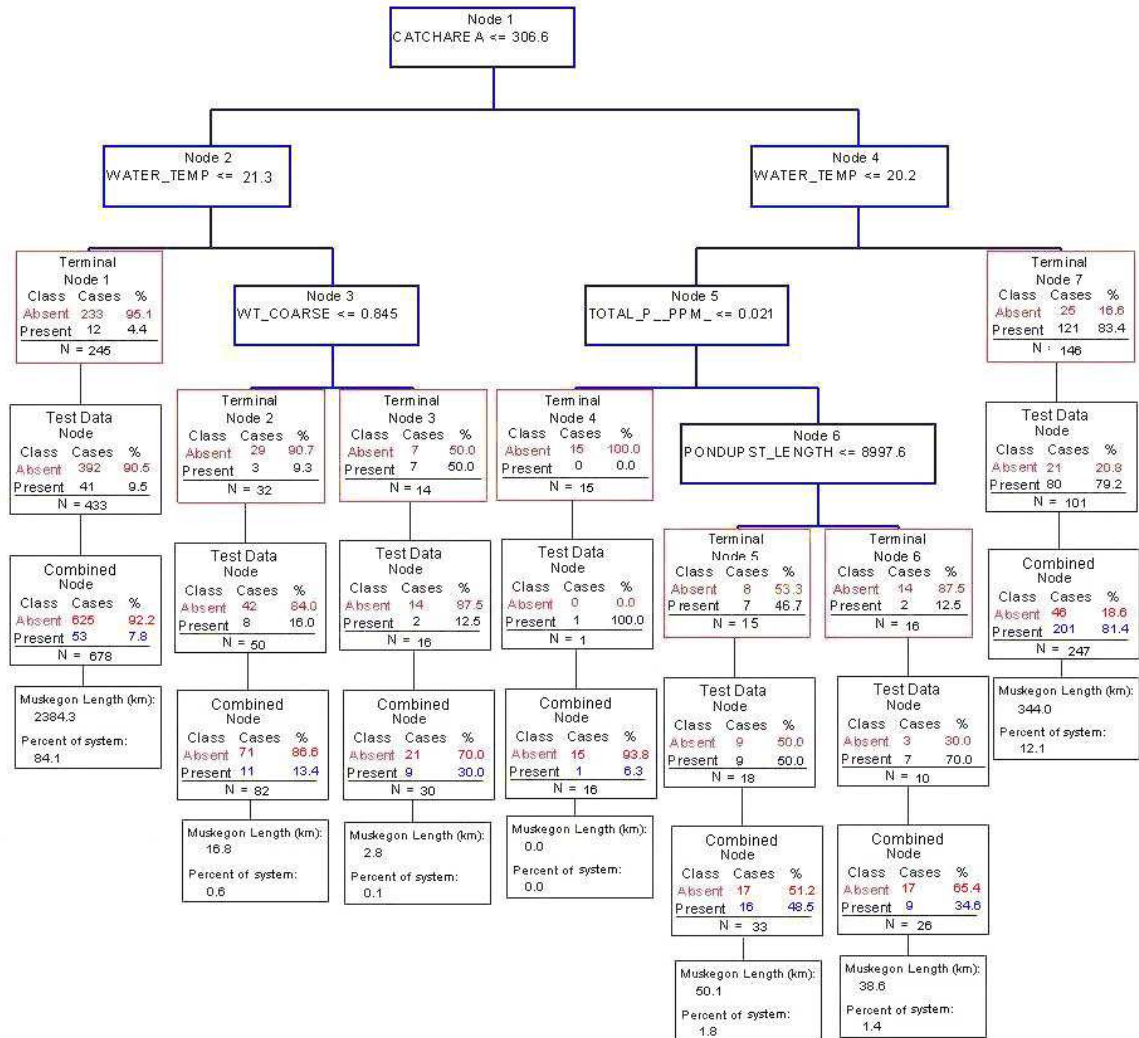 Node 1
CATCHAREA <= 306.6
Node 2
WATER_TEMP <= 21.3
Node 4
WATER_TEMP <= 20.2
Terminal
Node 1
Class Cases %
Absent 233 95.1
Present 12 4.4
N = 245
Node 3
WT_COARSE <= 0.845
Node 5
TOTAL_P__PPM_ <= 0.021
Terminal
Node 7
Class Cases %
Absent 25 16.6
Present 121 83.4
N : 146
Terminal
Node 2
Class Cases %
Absent 29 90.7
Present 3 9.3
N = 32
Terminal
Node 3
Class Cases %
Absent 7 50.0
Present 7 50.0
N = 14
Terminal
Node 4
Class Cases %
Absent 15 100.0
Present 0 0.0
N = 15
Node 6
PONDUPST_LENGTH <= 8997.6
Test Data
Node
Class Cases %
Absent 392 90.5
Present 41 9.5
N = 433
Test Data
Node
Class Cases %
Absent 21 20.8
Present 80 79.2
N = 101
Terminal
Node 5
Class Cases %
Absent 8 53.3
Present 7 46.7
N = 15
Terminal
Node 6
Class Cases %
Absent 14 87.5
Present 2 12.5
N = 16
Test Data
Node
Class Cases %
Absent 42 84.0
Present 8 16.0
N = 50
Test Data
Node
Class Cases %
Absent 14 87.5
Present 2 12.5
N = 16
Test Data
Node
Class Cases %
Absent 0 0.0
Present 1 100.0
N = 1
Combined
Node
Class Cases %
Absent 625 92.2
Present 53 7.8
N = 678
Combined
Node
Class Cases %
Absent 46 18.6
Present 201 81.4
N = 247
Muskegon Length (km):
2384.3
Percent of system:
84.1
Combined
Node
Class Cases %
Absent 71 86.6
Present 11 13.4
N = 82
Combined
Node
Class Cases %
Absent 21 70.0
Present 9 30.0
N = 30
Combined
Node
Class Cases %
Absent 15 93.8
Present 1 6.3
N = 16
Test Data
Node
Class Cases %
Absent 9 50.0
Present 9 50.0
N = 18
Test Data
Node
Class Cases %
Absent 3 30.0
Present 7 70.0
N = 10
Muskegon Length (km):
344.0
Percent of system:
12.1
Muskegon Length (km):
16.8
Percent of system:
0.6
Muskegon Length (km):
2.8
Percent of system:
0.1
Muskegon Length (km):
0.0
Percent of system:
0.0
Combined
Node
Class Cases %
Absent 17 51.2
Present 16 48.5
N = 33
Combined
Node
Class Cases %
Absent 17 65.4
Present 9 34.6
N = 26
Muskegon Length (km):
50.1
Percent of system:
1.8
Muskegon Length (km):
38.6
Percent of system:
1.4